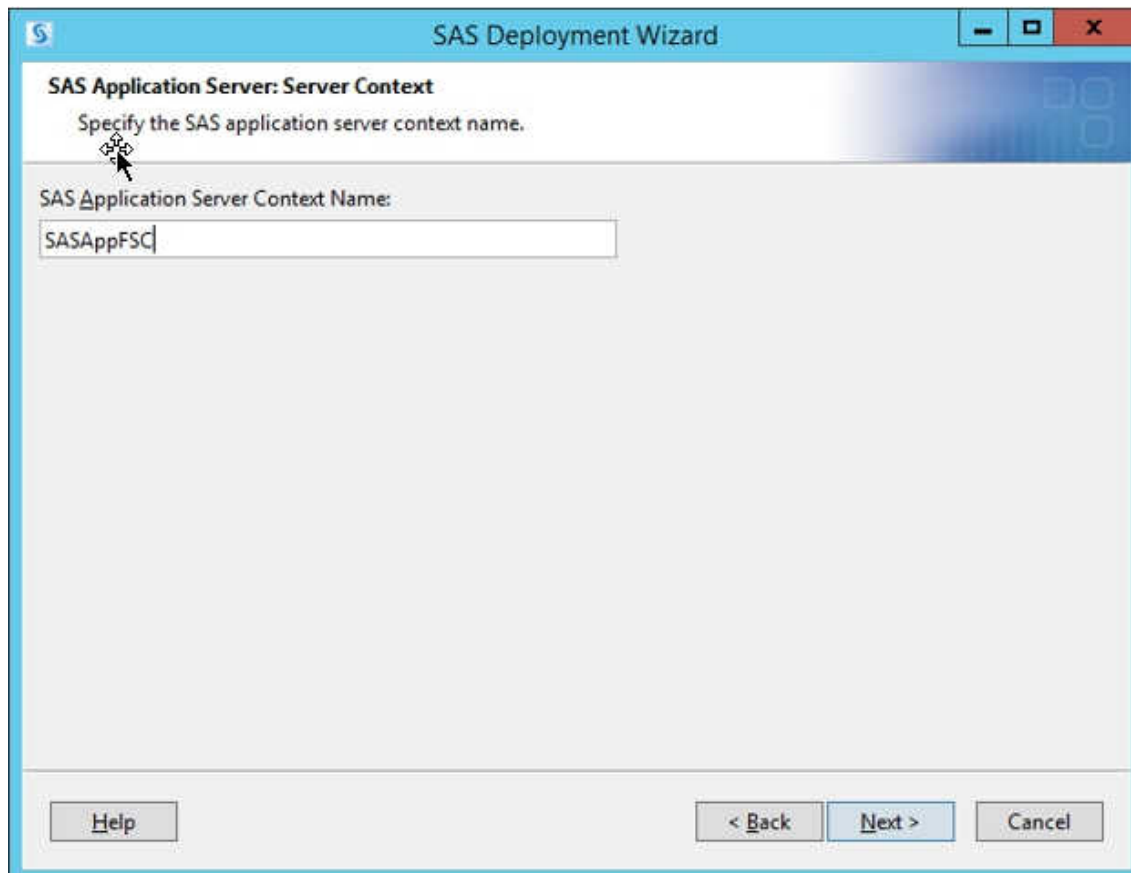 SAS Deployment Wizard
SAS Application Server: Server Context
Specify the SAS application server context name.
SAS Application Server Context Name:
SASAppFSC
Help
< Back
Next >
Cancel